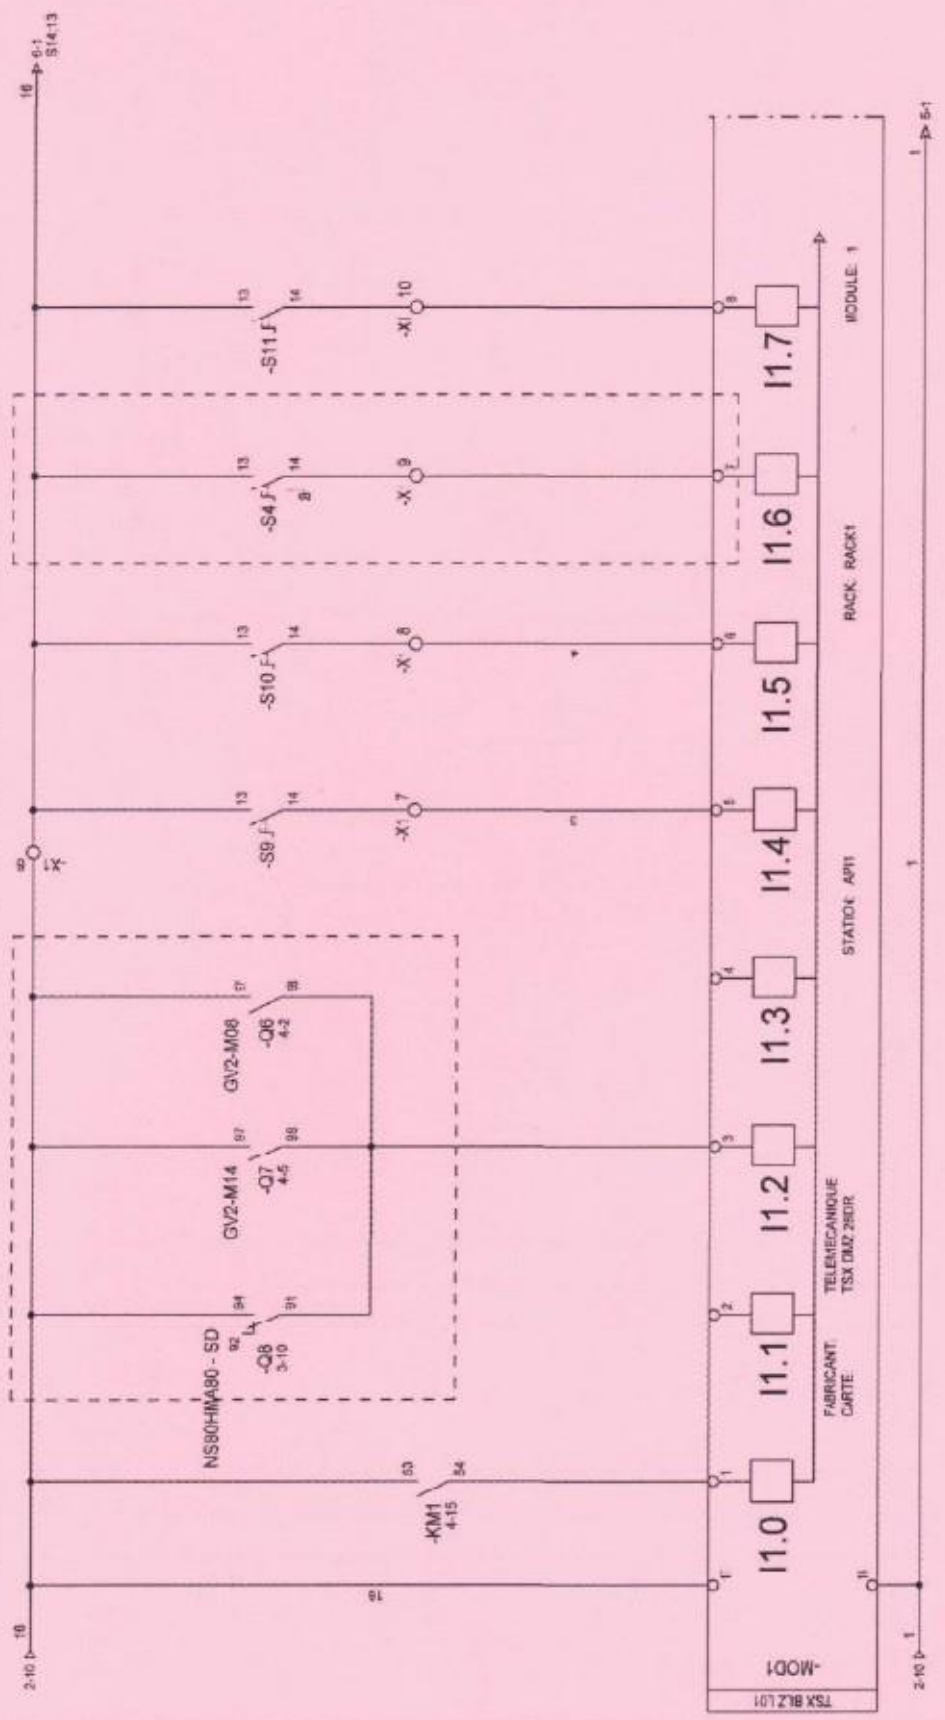 2-10
16
16
6-1
S14:13
-X1
NS80HMA80 - SD
GV2-M14
GV2-M08
94
92
91
-Q8
3-10
97
98
-Q7
4-5
-Q6
4-2
13
14
-S9
13
14
-S10
13
14
-S4
13
14
-S11
53
54
-KM1
4-15
-X1
7
8
9
10
16
1
2
3
4
5
6
7
8
I1.0
I1.1
I1.2
I1.3
I1.4
I1.5
I1.6
I1.7
-MOD1
TSX BLZ L01
FABRICANT:
TELEMECANIQUE
CARTE:
TSX DMZ 28DR
STATION: API1
RACK: RACK1
MODULE: 1
2-10
1
1
1